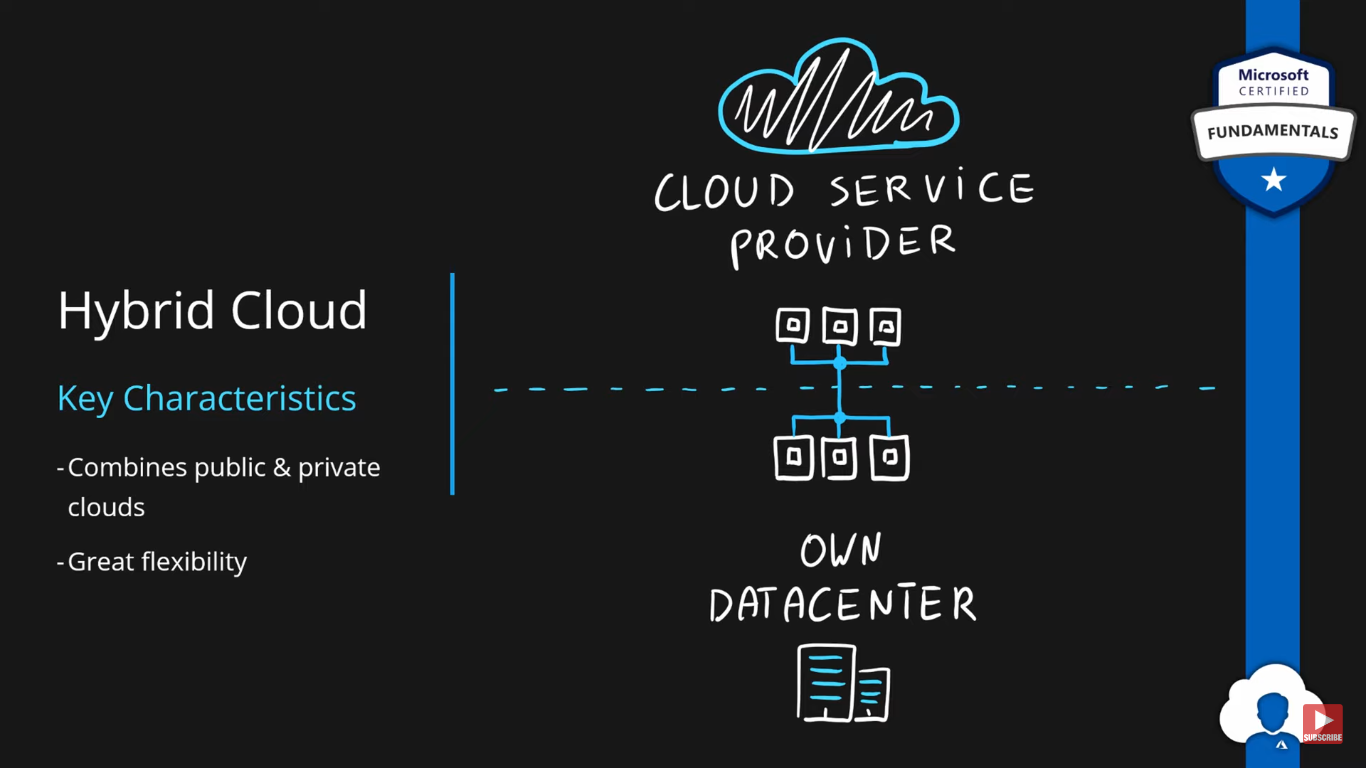 Hybrid Cloud
Key Characteristics
-Combines public & private
clouds
-Great flexibility
CLOUD SERViCE
PROViDER
OWN
DATACENTER
Microsoft
CERTIFIED
FUNDAMENTALS
SUBSCRIBE